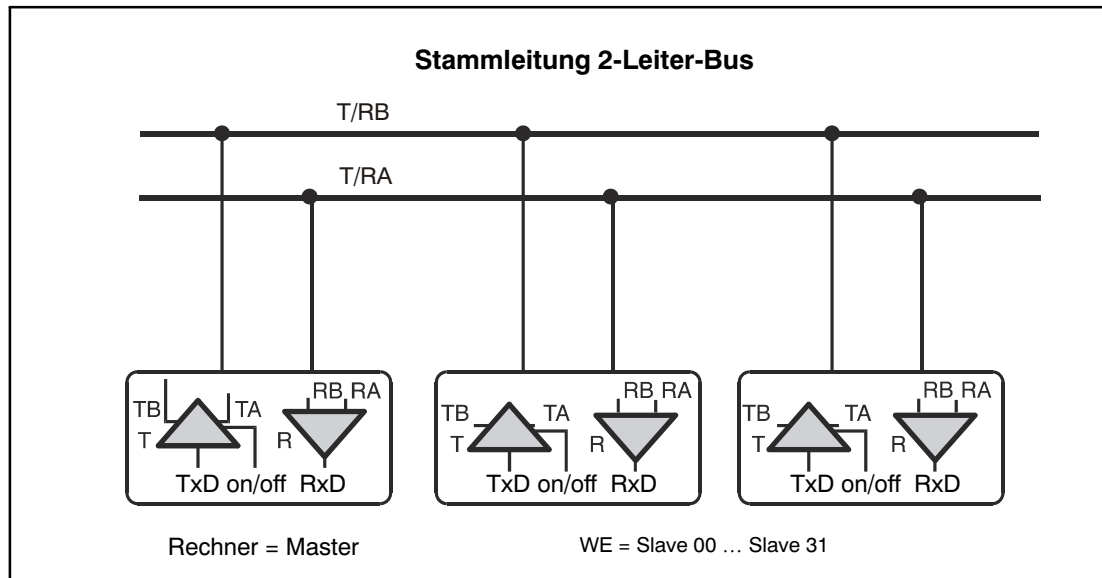 Stammleitung 2-Leiter-Bus
T/RB
T/RA
TB TA RB RA
T R
TxD on/off RxD
TB TA RB RA
T R
TxD on/off RxD
TB TA RB RA
T R
TxD on/off RxD
Rechner = Master
WE = Slave 00 … Slave 31